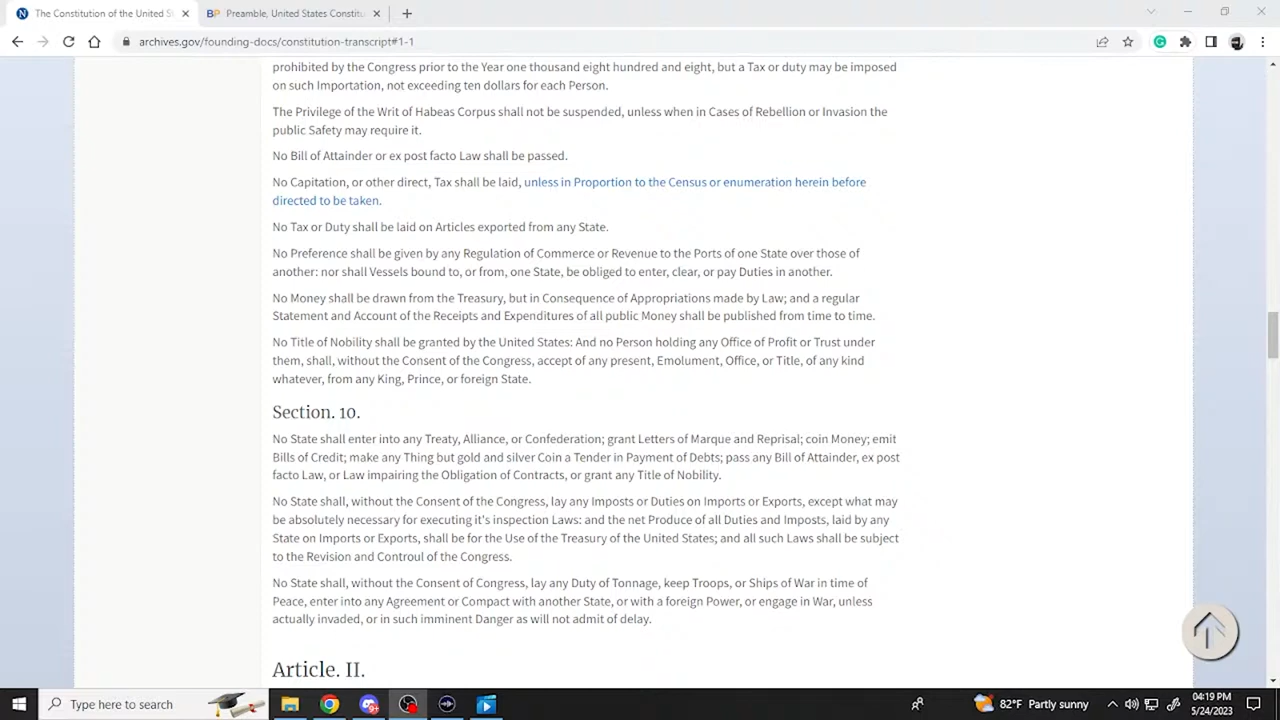 The Constitution of the United S
Preamble, United States Constitu
archives.gov/founding-docs/constitution-transcript#1-1
prohibited by the Congress prior to the Year one thousand eight hundred and eight, but a Tax or duty may be imposed
on such Importation, not exceeding ten dollars for each Person.
The Privilege of the Writ of Habeas Corpus shall not be suspended, unless when in Cases of Rebellion or Invasion the
public Safety may require it.
No Bill of Attainder or ex post facto Law shall be passed.
No Capitation, or other direct, Tax shall be laid, unless in Proportion to the Census or enumeration herein before
directed to be taken.
No Tax or Duty shall be laid on Articles exported from any State.
No Preference shall be given by any Regulation of Commerce or Revenue to the Ports of one State over those of
another: nor shall Vessels bound to, or from, one State, be obliged to enter, clear, or pay Duties in another.
No Money shall be drawn from the Treasury, but in Consequence of Appropriations made by Law; and a regular
Statement and Account of the Receipts and Expenditures of all public Money shall be published from time to time.
No Title of Nobility shall be granted by the United States: And no Person holding any Office of Profit or Trust under
them, shall, without the Consent of the Congress, accept of any present, Emolument, Office, or Title, of any kind
whatever, from any King, Prince, or foreign State.
Section. 10.
No State shall enter into any Treaty, Alliance, or Confederation; grant Letters of Marque and Reprisal; coin Money; emit
Bills of Credit; make any Thing but gold and silver Coin a Tender in Payment of Debts; pass any Bill of Attainder, ex post
facto Law, or Law impairing the Obligation of Contracts, or grant any Title of Nobility.
No State shall, without the Consent of the Congress, lay any Imposts or Duties on Imports or Exports, except what may
be absolutely necessary for executing it's inspection Laws: and the net Produce of all Duties and Imposts, laid by any
State on Imports or Exports, shall be for the Use of the Treasury of the United States; and all such Laws shall be subject
to the Revision and Controul of the Congress.
No State shall, without the Consent of Congress, lay any Duty of Tonnage, keep Troops, or Ships of War in time of
Peace, enter into any Agreement or Compact with another State, or with a foreign Power, or engage in War, unless
actually invaded, or in such imminent Danger as will not admit of delay.
Article. II.
Type here to search
82°F Partly sunny
04:19 PM
5/24/2023